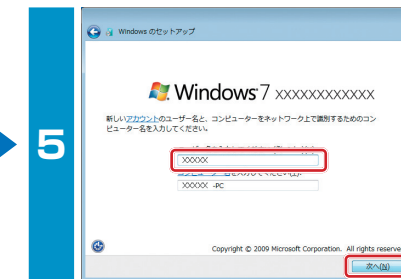 5
Windows のセットアップ
Windows 7 xxxxxxxxxxxxx
新しいアカウントのユーザー名と、コンピューターをネットワーク上で識別するためのコン
ピューター名を入力してください。
XXXXX
XXXXX -PC
Copyright © 2009 Microsoft Corporation. All rights reserve
次へ(N)